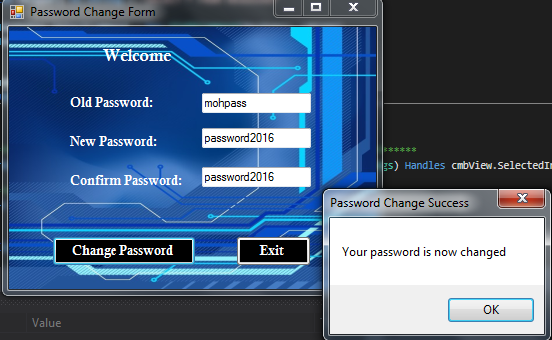 Password Change Form
Welcome
Old Password:
mohpass
New Password:
password2016
Confirm Password:
password2016
Change Password
Exit
*******
gs) Handles cmbView.SelectedIn
Password Change Success
Your password is now changed
OK
Value